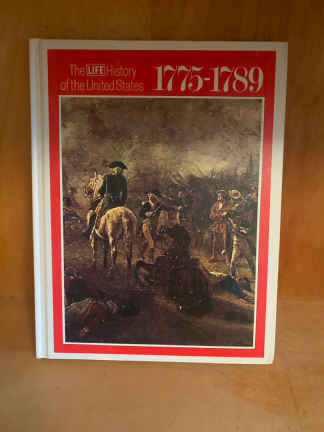 The LIFE History
of the United States
1775-1789